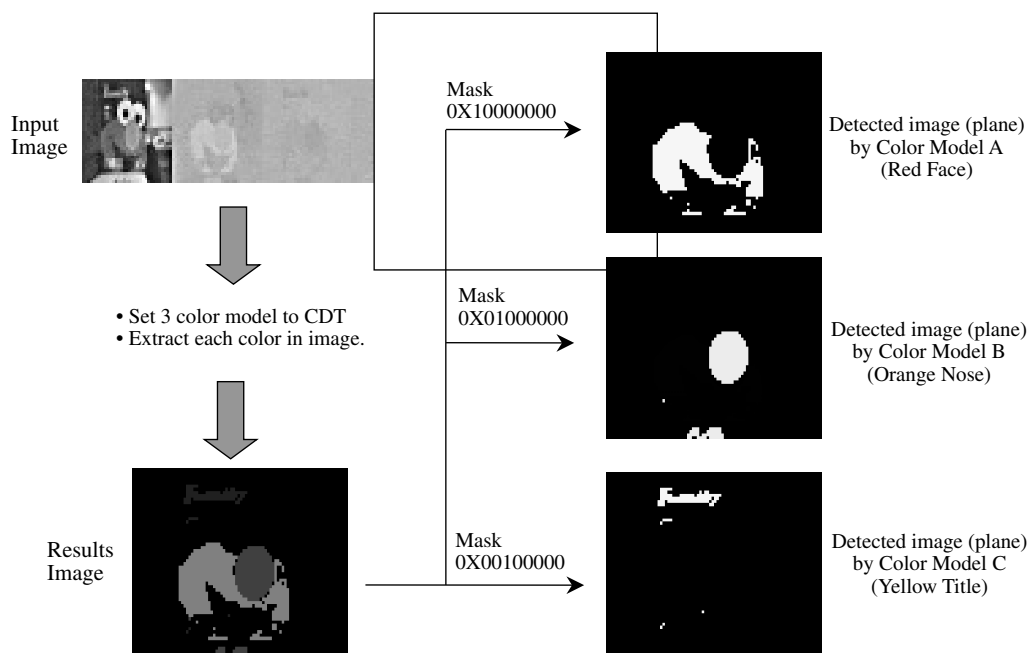 Input
Image
Mask
0X10000000
Detected image (plane)
by Color Model A
(Red Face)
• Set 3 color model to CDT
• Extract each color in image.
Mask
0X01000000
Detected image (plane)
by Color Model B
(Orange Nose)
Results
Image
Mask
0X00100000
Detected image (plane)
by Color Model C
(Yellow Title)